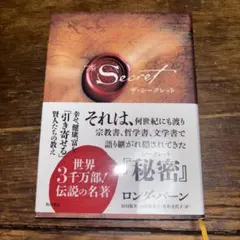 The Secret
ザ・シークレット
それは、何世紀にも渡り
宗教書、哲学書、文学書で
語り継がれ隠されてきた
『秘密』
ロンダ・バーン
幸せ、健康、富を
「引き寄せる」
賢人たちの教え
世界
3千万部!
伝説の名著